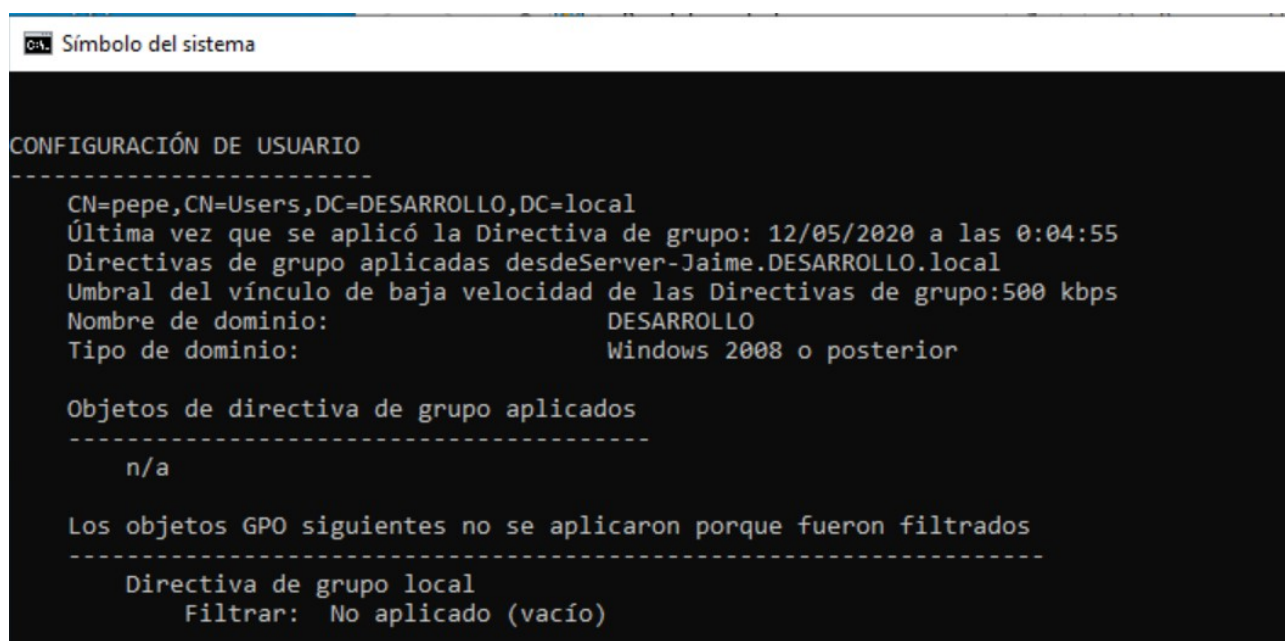 Símbolo del sistema
CONFIGURACIÓN DE USUARIO
--------------------------
CN=pepe,CN=Users,DC=DESARROLLO,DC=local
Última vez que se aplicó la Directiva de grupo: 12/05/2020 a las 0:04:55
Directivas de grupo aplicadas desdeServer-Jaime.DESARROLLO.local
Umbral del vínculo de baja velocidad de las Directivas de grupo:500 kbps
Nombre de dominio: DESARROLLO
Tipo de dominio: Windows 2008 o posterior
Objetos de directiva de grupo aplicados
----------------------------------------
n/a
Los objetos GPO siguientes no se aplicaron porque fueron filtrados
-------------------------------------------------------------------
Directiva de grupo local
Filtrar: No aplicado (vacío)